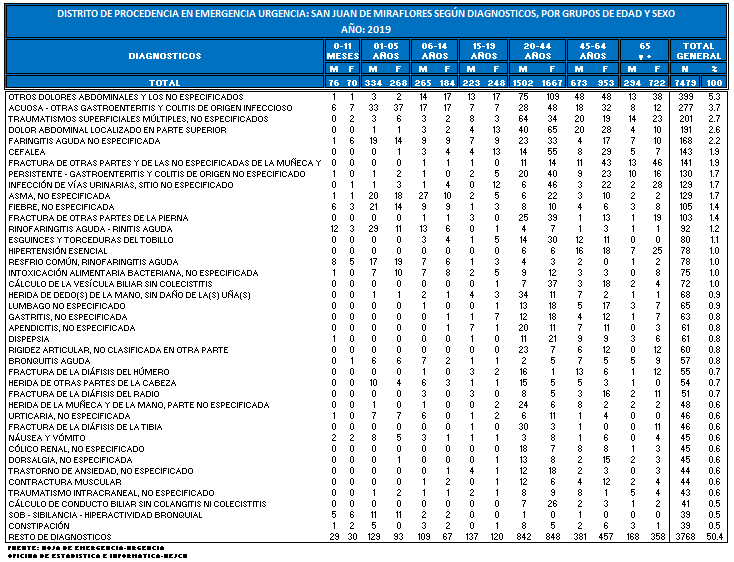 DISTRITO DE PROCEDENCIA EN EMERGENCIA URGENCIA: SAN JUAN DE MIRAFLORES SEGÚN DIAGNOSTICOS, POR GRUPOS DE EDAD Y SEXO
AÑO: 2019
DIAGNOSTICOS 0-11 MESES 01-05 AÑOS 06-14 AÑOS 15-19 AÑOS 20-44 AÑOS 45-64 AÑOS 65 y + TOTAL GENERAL
M F M F M F M F M F M F M F N %
TOTAL 76 70 334 268 265 184 223 248 1502 1667 673 953 294 722 7479 100
OTROS DOLORES ABDOMINALES Y LOS NO ESPECIFICADOS 1 1 3 2 14 17 13 17 75 109 48 48 13 38 399 5.3
ACUOSA - OTRAS GASTROENTERITIS Y COLITIS DE ORIGEN INFECCIOSO 6 7 33 37 17 17 7 7 28 48 18 32 8 12 277 3.7
TRAUMATISMOS SUPERFICIALES MÚLTIPLES, NO ESPECIFICADOS 0 2 3 6 3 2 8 3 64 34 20 19 14 23 201 2.7
DOLOR ABDOMINAL LOCALIZADO EN PARTE SUPERIOR 0 0 1 1 3 2 4 13 40 65 20 28 4 10 191 2.6
FARINGITIS AGUDA NO ESPECIFICADA 1 6 19 14 9 9 7 9 23 33 4 17 7 10 168 2.2
CEFALEA 0 0 0 1 3 4 4 13 14 55 8 29 5 7 143 1.9
FRACTURA DE OTRAS PARTES Y DE LAS NO ESPECIFICADAS DE LA MUÑECA Y 0 0 0 0 1 1 1 0 11 14 11 43 13 46 141 1.9
PERSISTENTE - GASTROENTERITIS Y COLITIS DE ORIGEN NO ESPECIFICADO 1 0 1 2 1 0 2 5 20 40 9 23 10 16 130 1.7
INFECCIÓN DE VÍAS URINARIAS, SITIO NO ESPECIFICADO 0 1 1 3 1 4 0 12 6 46 3 22 2 28 129 1.7
ASMA, NO ESPECIFICADA 1 1 20 18 27 10 2 5 6 22 3 10 2 2 129 1.7
FIEBRE, NO ESPECIFICADA 6 3 21 14 9 9 1 3 8 10 4 6 3 8 105 1.4
FRACTURA DE OTRAS PARTES DE LA PIERNA 0 0 0 0 1 1 3 0 25 39 1 13 1 19 103 1.4
RINOFARINGITIS AGUDA - RINITIS AGUDA 12 3 29 11 13 6 0 1 4 7 1 3 1 1 92 1.2
ESGUINCES Y TORCEDURAS DEL TOBILLO 0 0 0 0 3 4 1 5 14 30 12 11 0 0 80 1.1
HIPERTENSIÓN ESENCIAL 0 0 0 0 0 0 0 0 6 6 16 18 7 25 78 1.0
RESFRIO COMÚN, RINOFARINGITIS AGUDA 8 5 17 19 7 6 1 3 4 3 2 0 1 2 78 1.0
INTOXICACIÓN ALIMENTARIA BACTERIANA, NO ESPECIFICADA 1 0 7 10 7 8 2 5 9 12 3 3 0 8 75 1.0
CÁLCULO DE LA VESÍCULA BILIAR SIN COLECISTITIS 0 0 0 0 0 0 0 1 7 37 3 18 2 4 72 1.0
HERIDA DE DEDO(S) DE LA MANO, SIN DAÑO DE LA(S) UÑA(S) 0 0 1 1 2 1 4 3 34 11 7 2 1 1 68 0.9
LUMBAGO NO ESPECIFICADO 0 0 0 0 1 0 0 1 13 18 5 17 3 7 65 0.9
GASTRITIS, NO ESPECIFICADA 0 0 0 0 0 1 1 7 12 18 4 12 1 7 63 0.8
APENDICITIS, NO ESPECIFICADA 0 0 0 0 0 1 1 7 20 11 7 11 0 3 61 0.8
DISPEPSIA 1 0 0 0 0 0 0 2 11 21 9 9 3 6 61 0.8
RIGIDEZ ARTICULAR, NO CLASIFICADA EN OTRA PARTE 0 0 0 0 0 0 0 0 23 7 6 12 0 12 60 0.8
BRONQUITIS AGUDA 0 1 6 6 7 2 1 1 2 5 7 5 5 9 57 0.8
FRACTURA DE LA DIÁFISIS DEL HÚMERO 0 0 0 0 1 0 3 2 16 1 13 6 1 12 55 0.7
HERIDA DE OTRAS PARTES DE LA CABEZA 0 0 10 4 6 3 1 1 15 5 5 3 1 0 54 0.7
FRACTURA DE LA DIÁFISIS DEL RADIO 0 0 0 0 3 0 3 0 8 5 3 16 2 11 51 0.7
HERIDA DE LA MUÑECA Y DE LA MANO, PARTE NO ESPECIFICADA 0 0 1 0 1 0 0 2 24 6 8 2 2 2 48 0.6
URTICARIA, NO ESPECIFICADA 1 0 7 7 6 0 1 2 6 11 1 4 0 0 46 0.6
FRACTURA DE LA DIÁFISIS DE LA TIBIA 0 0 0 0 0 0 1 0 30 3 1 0 0 11 46 0.6
NÁUSEA Y VÓMITO 2 2 8 5 3 1 1 1 3 8 1 6 0 4 45 0.6
CÓLICO RENAL, NO ESPECIFICADO 0 0 0 0 0 0 0 0 18 7 8 8 1 3 45 0.6
DORSALGIA, NO ESPECIFICADA 0 0 0 0 0 0 0 1 13 8 2 15 2 3 45 0.6
TRASTORNO DE ANSIEDAD, NO ESPECIFICADO 0 0 0 0 0 1 4 1 12 18 2 3 0 3 44 0.6
CONTRACTURA MUSCULAR 0 0 0 0 1 2 0 1 12 6 4 12 2 4 44 0.6
TRAUMATISMO INTRACRANEAL, NO ESPECIFICADO 0 0 1 2 1 1 2 1 8 9 8 1 5 4 43 0.6
CÁLCULO DE CONDUCTO BILIAR SIN COLANGITIS NI COLECISTITIS 0 0 0 0 0 0 0 0 7 26 2 3 1 2 41 0.5
SOB - SIBILANCIA - HIPERACTIVIDAD BRONQUIAL 5 6 11 11 2 2 0 0 1 0 1 0 0 0 39 0.5
CONSTIPACIÓN 1 2 5 0 3 2 0 1 8 5 2 6 3 1 39 0.5
RESTO DE DIAGNOSTICOS 29 30 129 93 109 67 137 120 842 848 381 457 168 358 3768 50.4
FUENTE: HOJA DE EMERGENCIA-URGENCIA
OFICINA DE ESTADISTICA E INFORMATICA-HEJCU